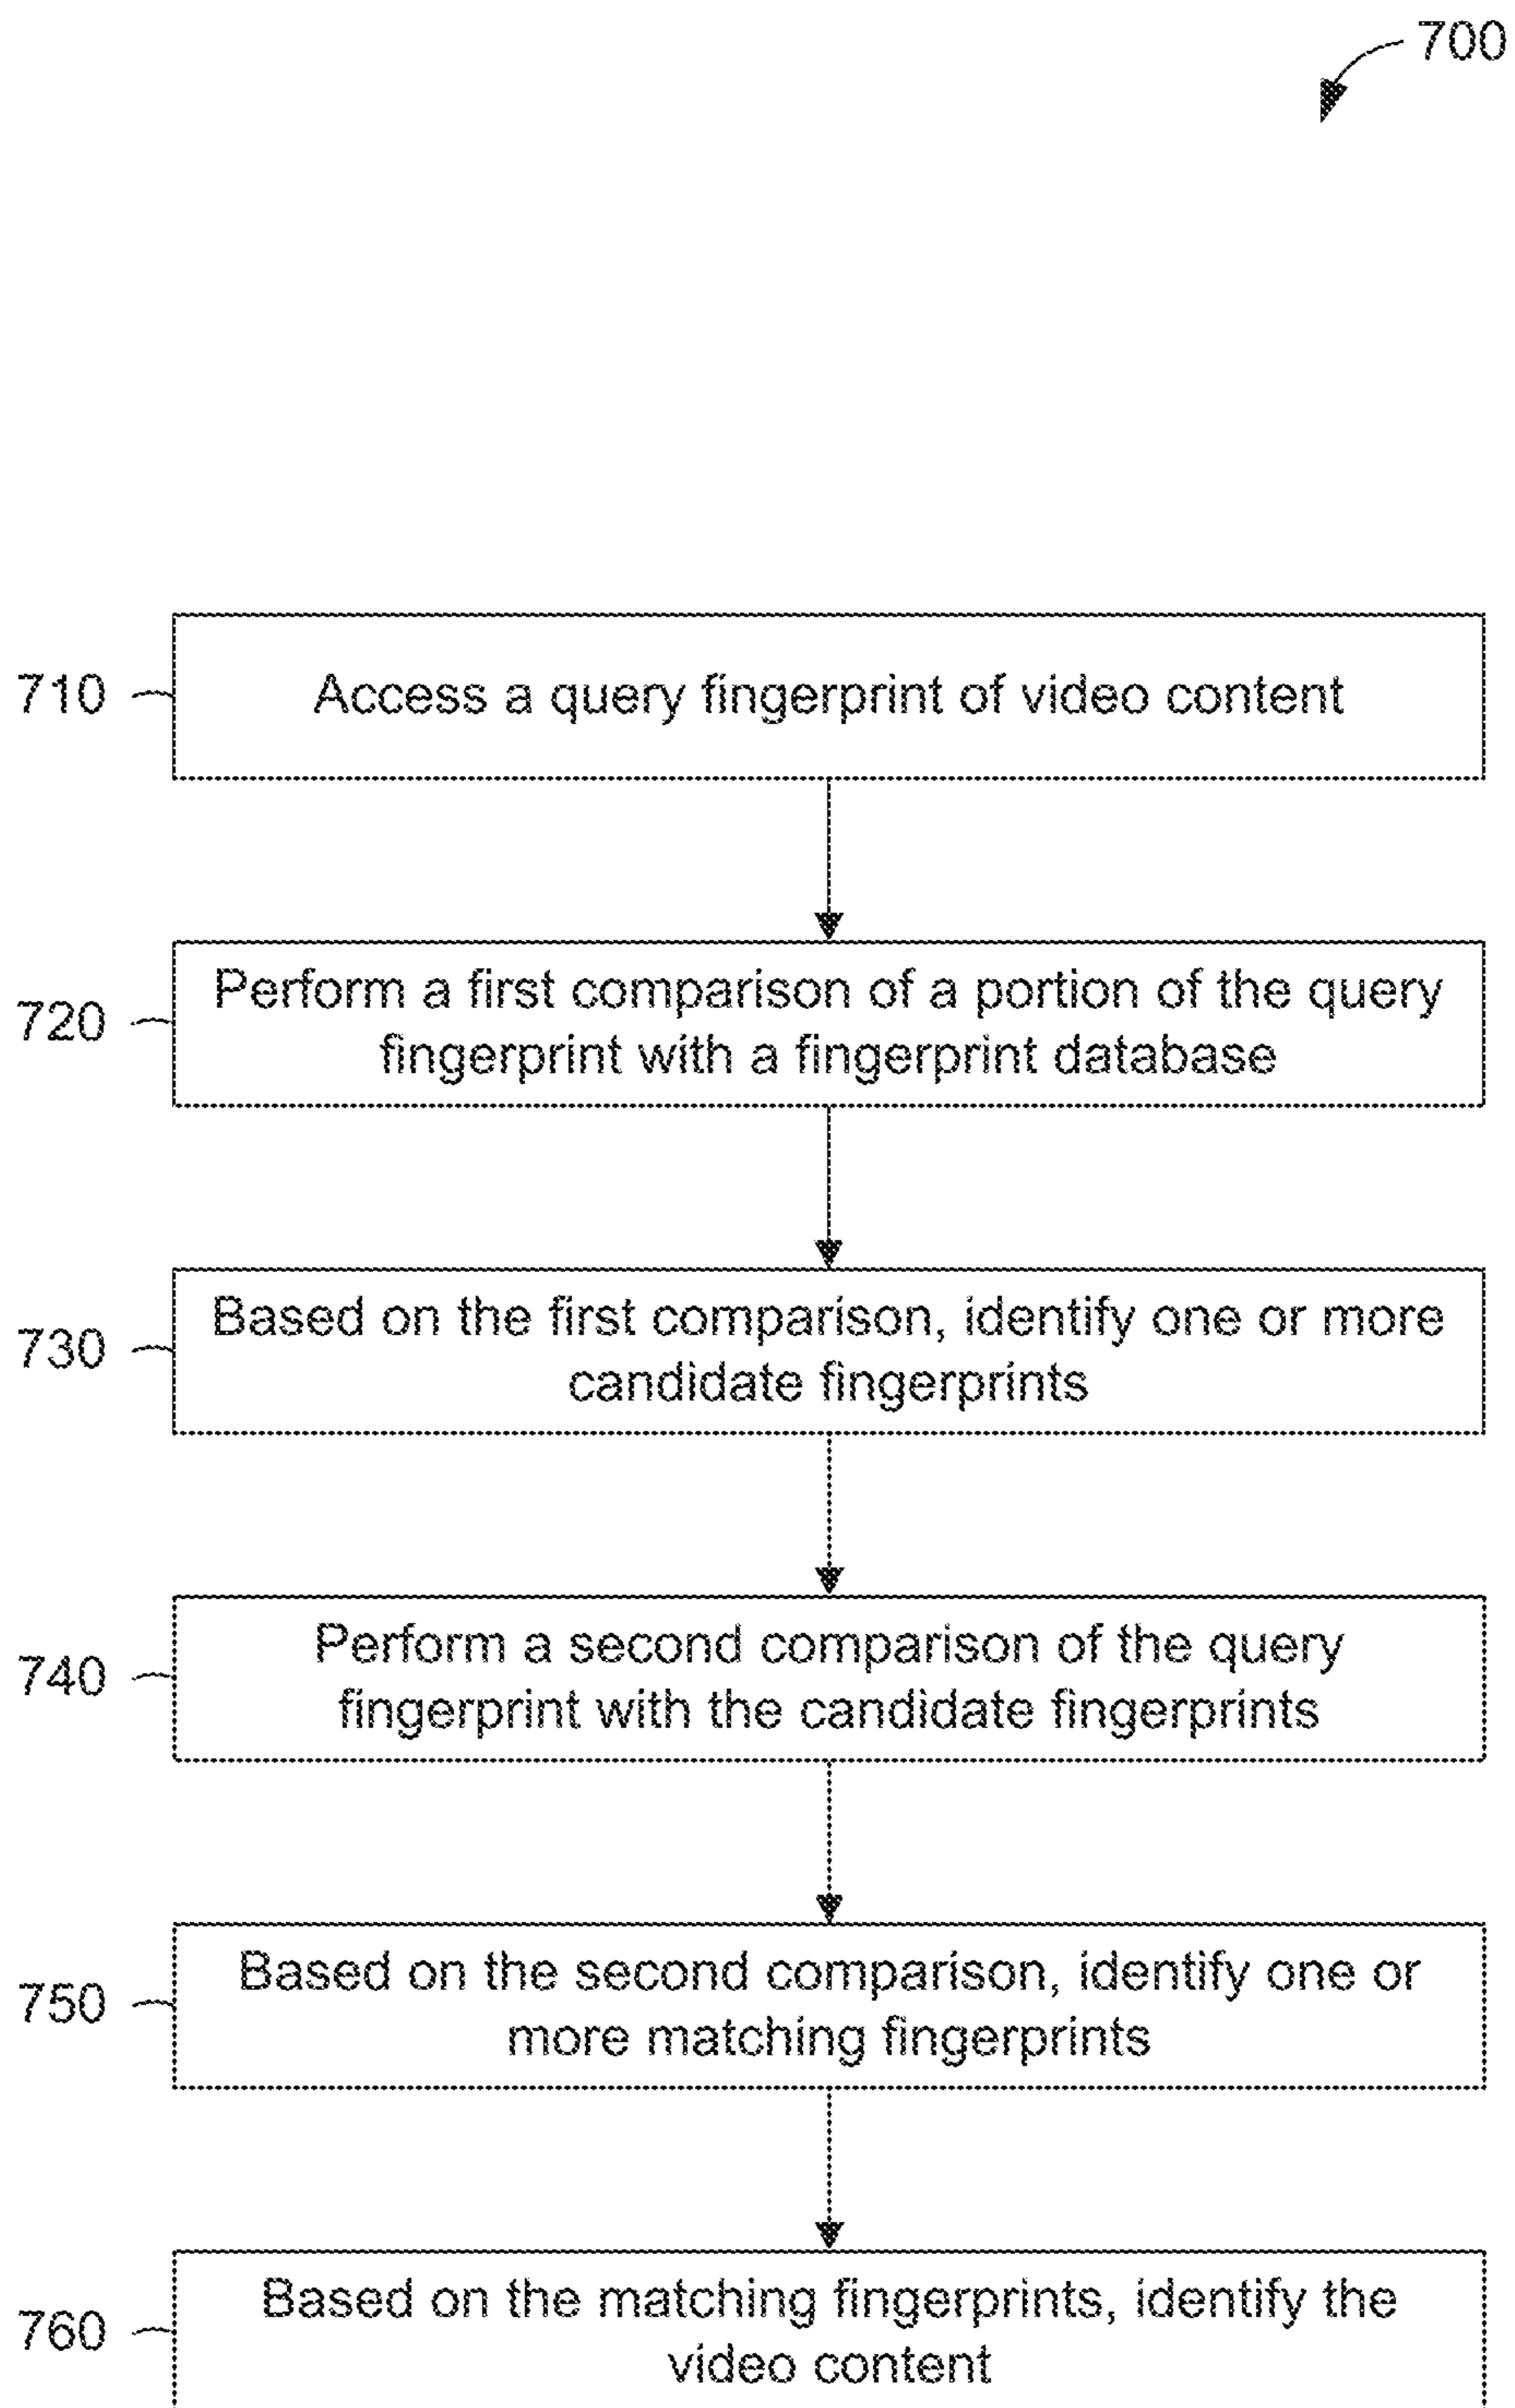 700
710
Access a query fingerprint of video content
720
Perform a first comparison of a portion of the query
fingerprint with a fingerprint database
730
Based on the first comparison, identify one or more
candidate fingerprints
740
Perform a second comparison of the query
fingerprint with the candidate fingerprints
750
Based on the second comparison, identify one or
more matching fingerprints
760
Based on the matching fingerprints, identify the
video content